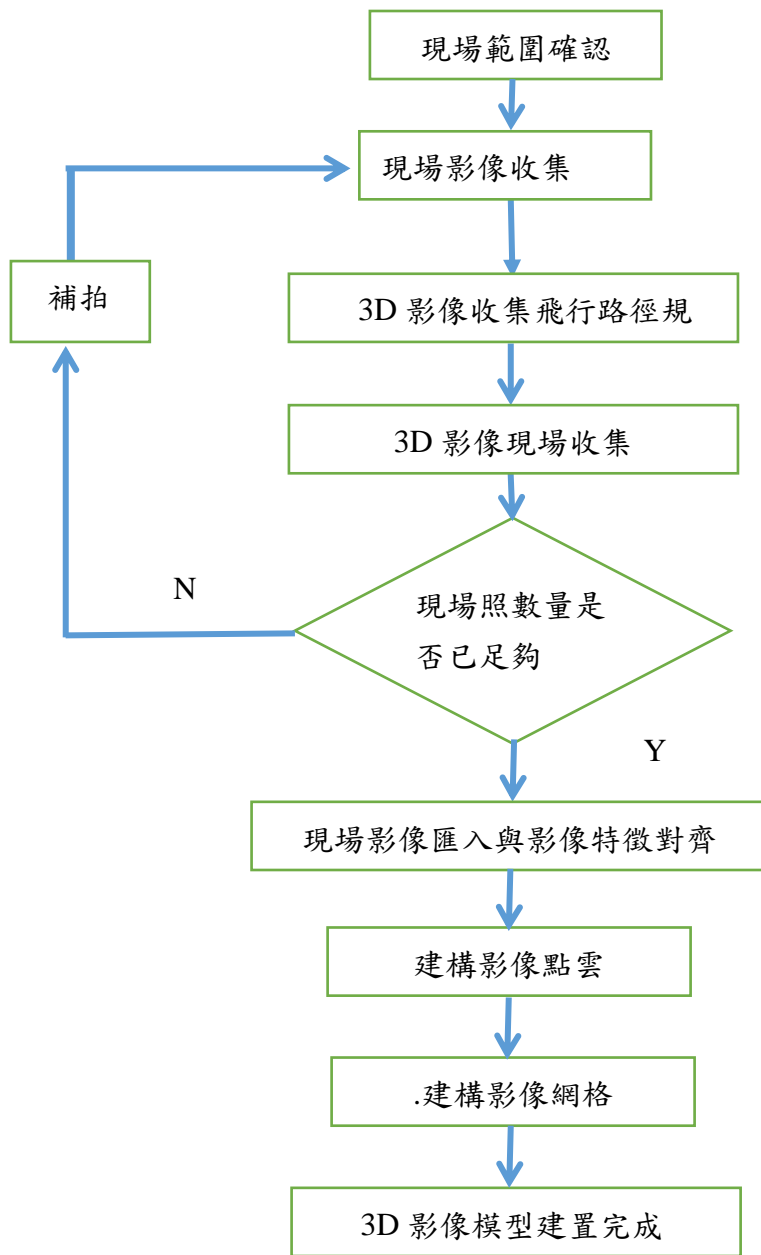 現場範圍確認
現場影像收集
補拍
3D 影像收集飛行路徑規
3D 影像現場收集
N
現場照數量是
否已足夠
Y
現場影像匯入與影像特徵對齊
建構影像點雲
.建構影像網格
3D 影像模型建置完成